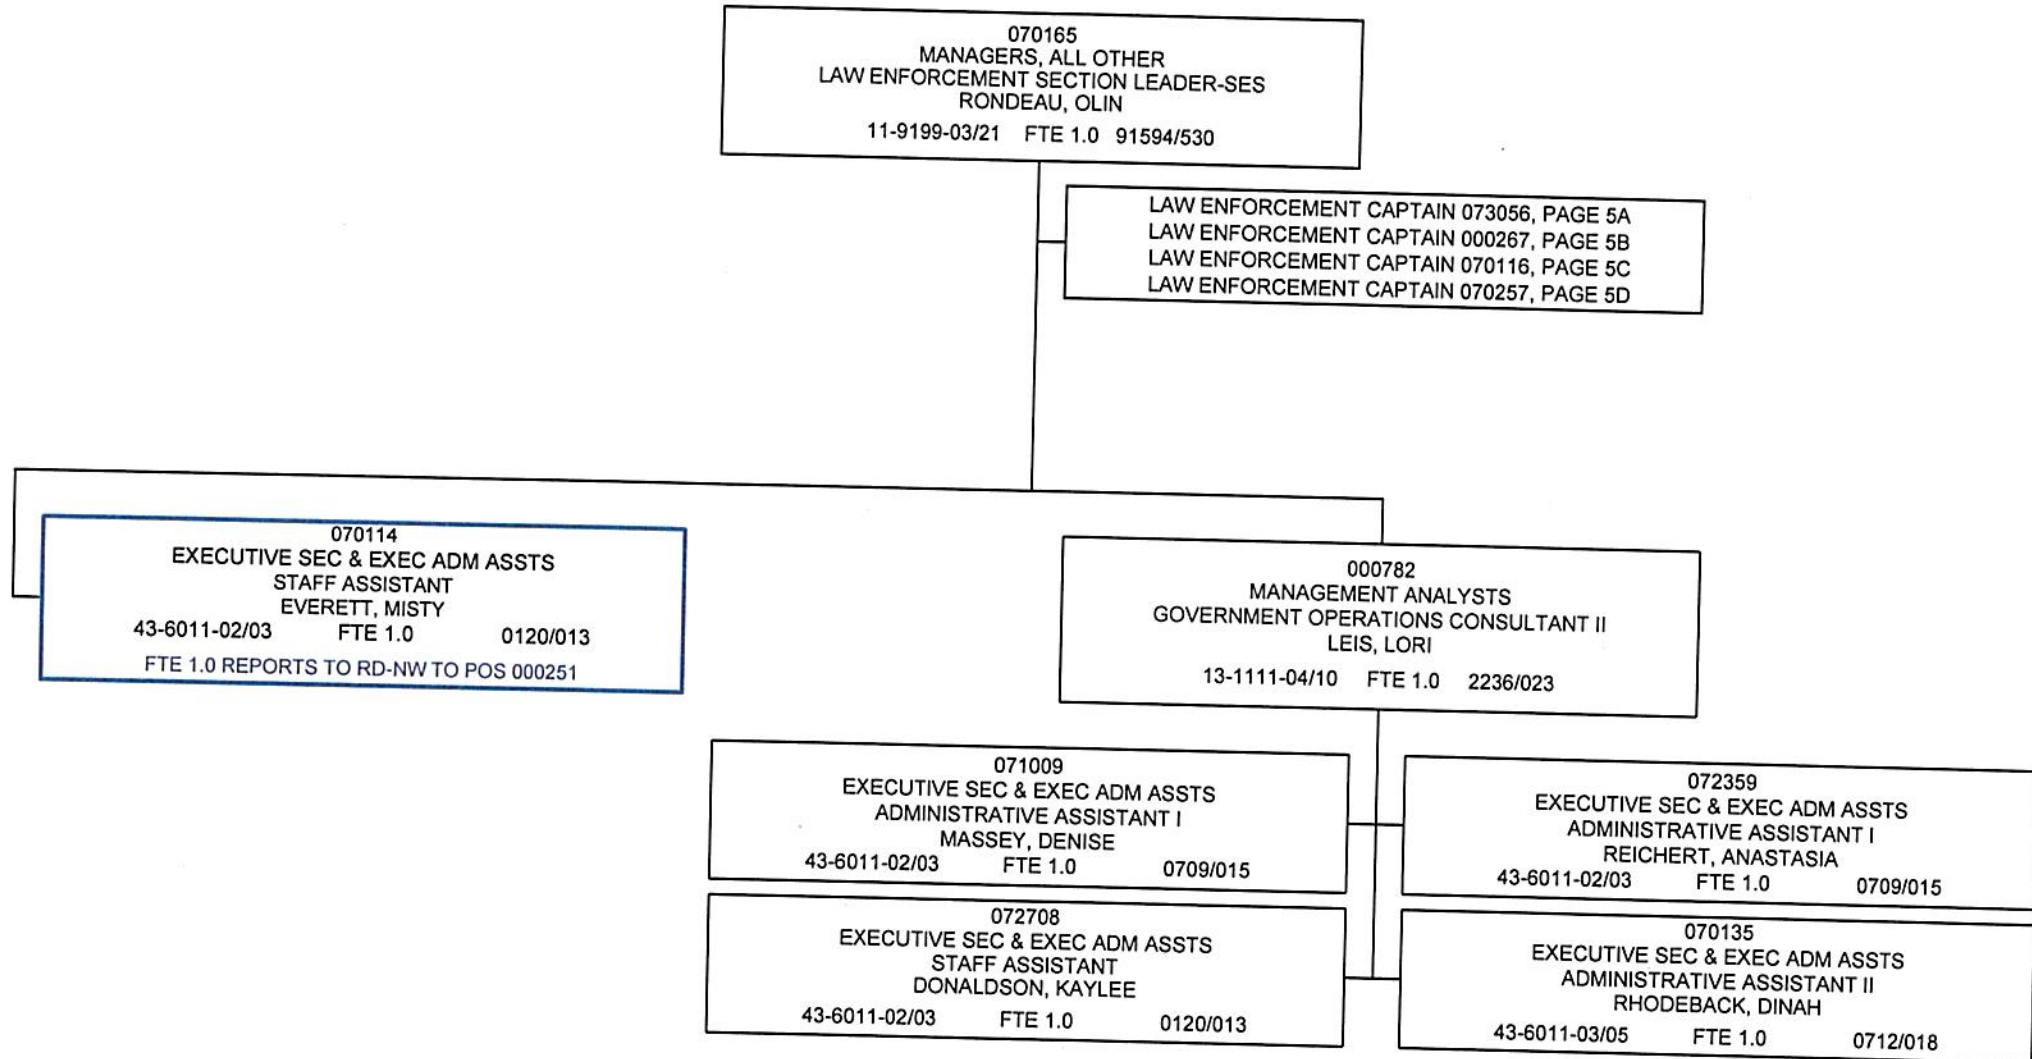 070165
MANAGERS, ALL OTHER
LAW ENFORCEMENT SECTION LEADER-SES
RONDEAU, OLIN
11-9199-03/21 FTE 1.0 91594/530
LAW ENFORCEMENT CAPTAIN 073056, PAGE 5A
LAW ENFORCEMENT CAPTAIN 000267, PAGE 5B
LAW ENFORCEMENT CAPTAIN 070116, PAGE 5C
LAW ENFORCEMENT CAPTAIN 070257, PAGE 5D
070114
EXECUTIVE SEC & EXEC ADM ASSTS
STAFF ASSISTANT
EVERETT, MISTY
43-6011-02/03 FTE 1.0 0120/013
FTE 1.0 REPORTS TO RD-NW TO POS 000251
000782
MANAGEMENT ANALYSTS
GOVERNMENT OPERATIONS CONSULTANT II
LEIS, LORI
13-1111-04/10 FTE 1.0 2236/023
071009
EXECUTIVE SEC & EXEC ADM ASSTS
ADMINISTRATIVE ASSISTANT I
MASSEY, DENISE
43-6011-02/03 FTE 1.0 0709/015
072359
EXECUTIVE SEC & EXEC ADM ASSTS
ADMINISTRATIVE ASSISTANT I
REICHERT, ANASTASIA
43-6011-02/03 FTE 1.0 0709/015
072708
EXECUTIVE SEC & EXEC ADM ASSTS
STAFF ASSISTANT
DONALDSON, KAYLEE
43-6011-02/03 FTE 1.0 0120/013
070135
EXECUTIVE SEC & EXEC ADM ASSTS
ADMINISTRATIVE ASSISTANT II
RHODEBACK, DINAH
43-6011-03/05 FTE 1.0 0712/018